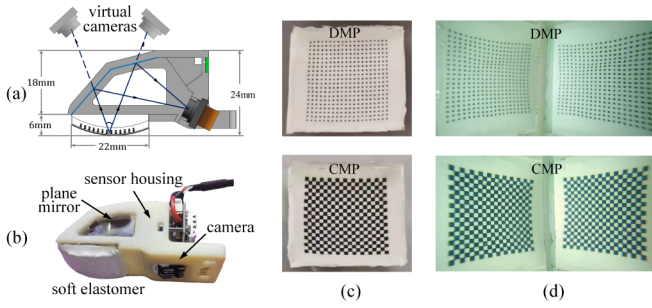 virtual
cameras
18mm
24mm
(a)
6mm
22mm
sensor housing
plane
mirror
camera
(b)
soft elastomer
DMP
CMP
(c)
DMP
CMP
(d)